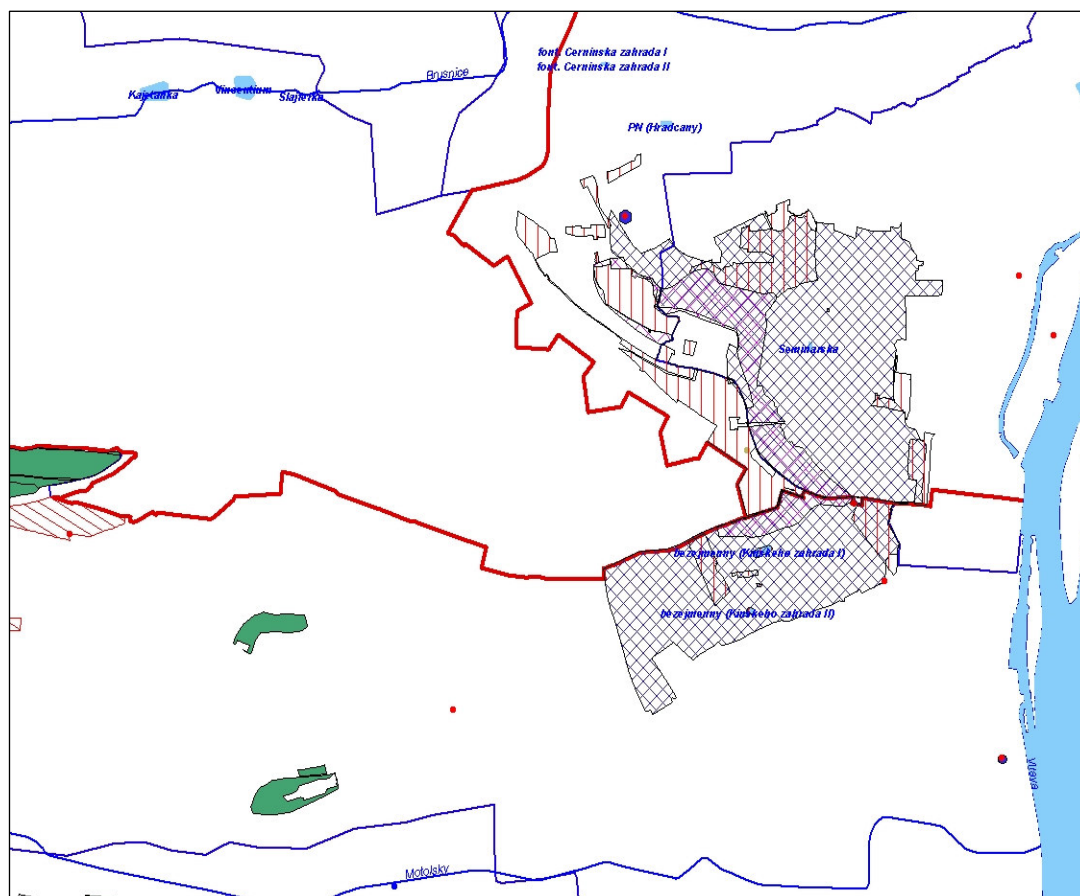 font. Cerninska zahrada I
font. Cerninska zahrada II
Brusnice
Kajetanka
Vincentium
Slajferka
PN (Hradcany)
Seminarska
bezejmenny (Kinskeho zahrada I)
bezejmenny (Kinskeho zahrada II)
Vltava
Motolsky